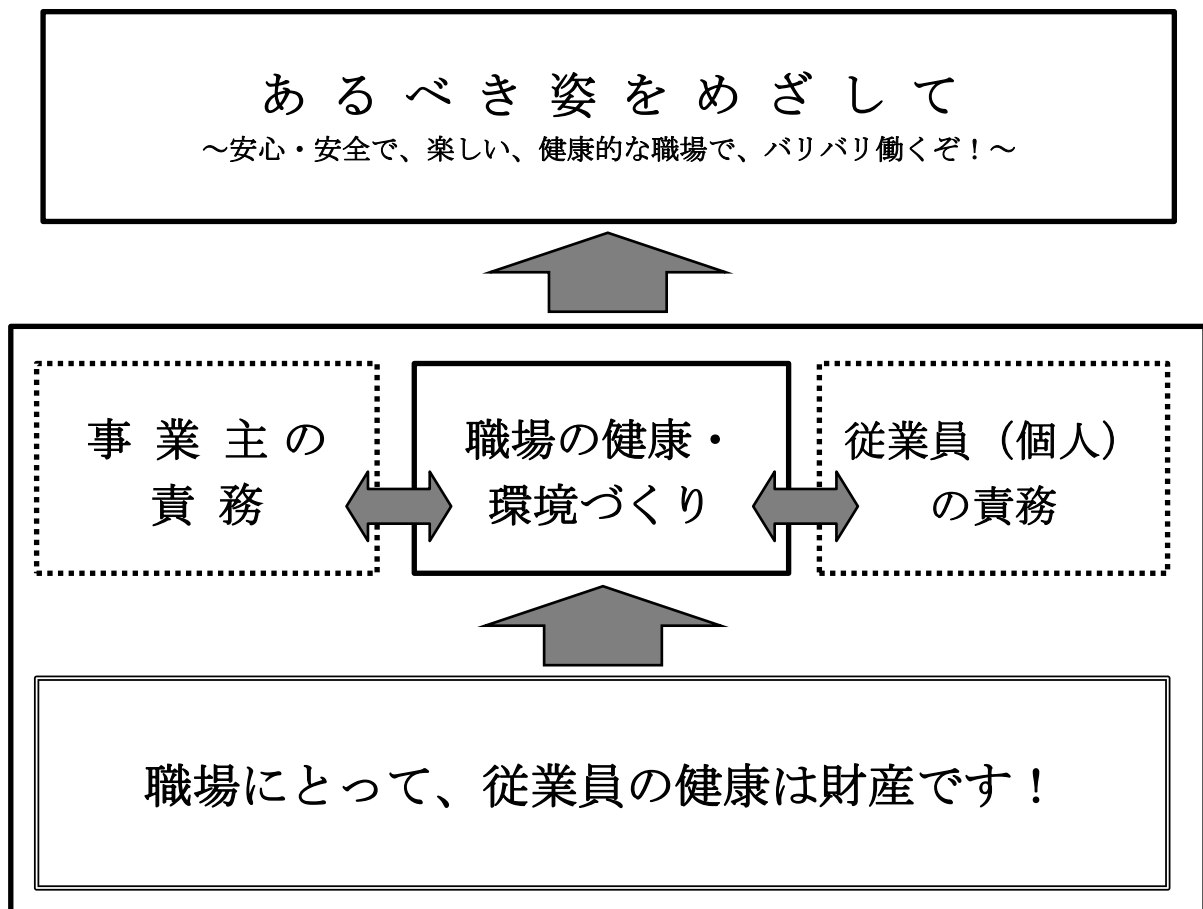 あるべき姿をめざして
～安心・安全で、楽しい、健康的な職場で、バリバリ働くぞ！～
事業主の
責務
職場の健康・
環境づくり
従業員（個人）
の責務
職場にとって、従業員の健康は財産です！